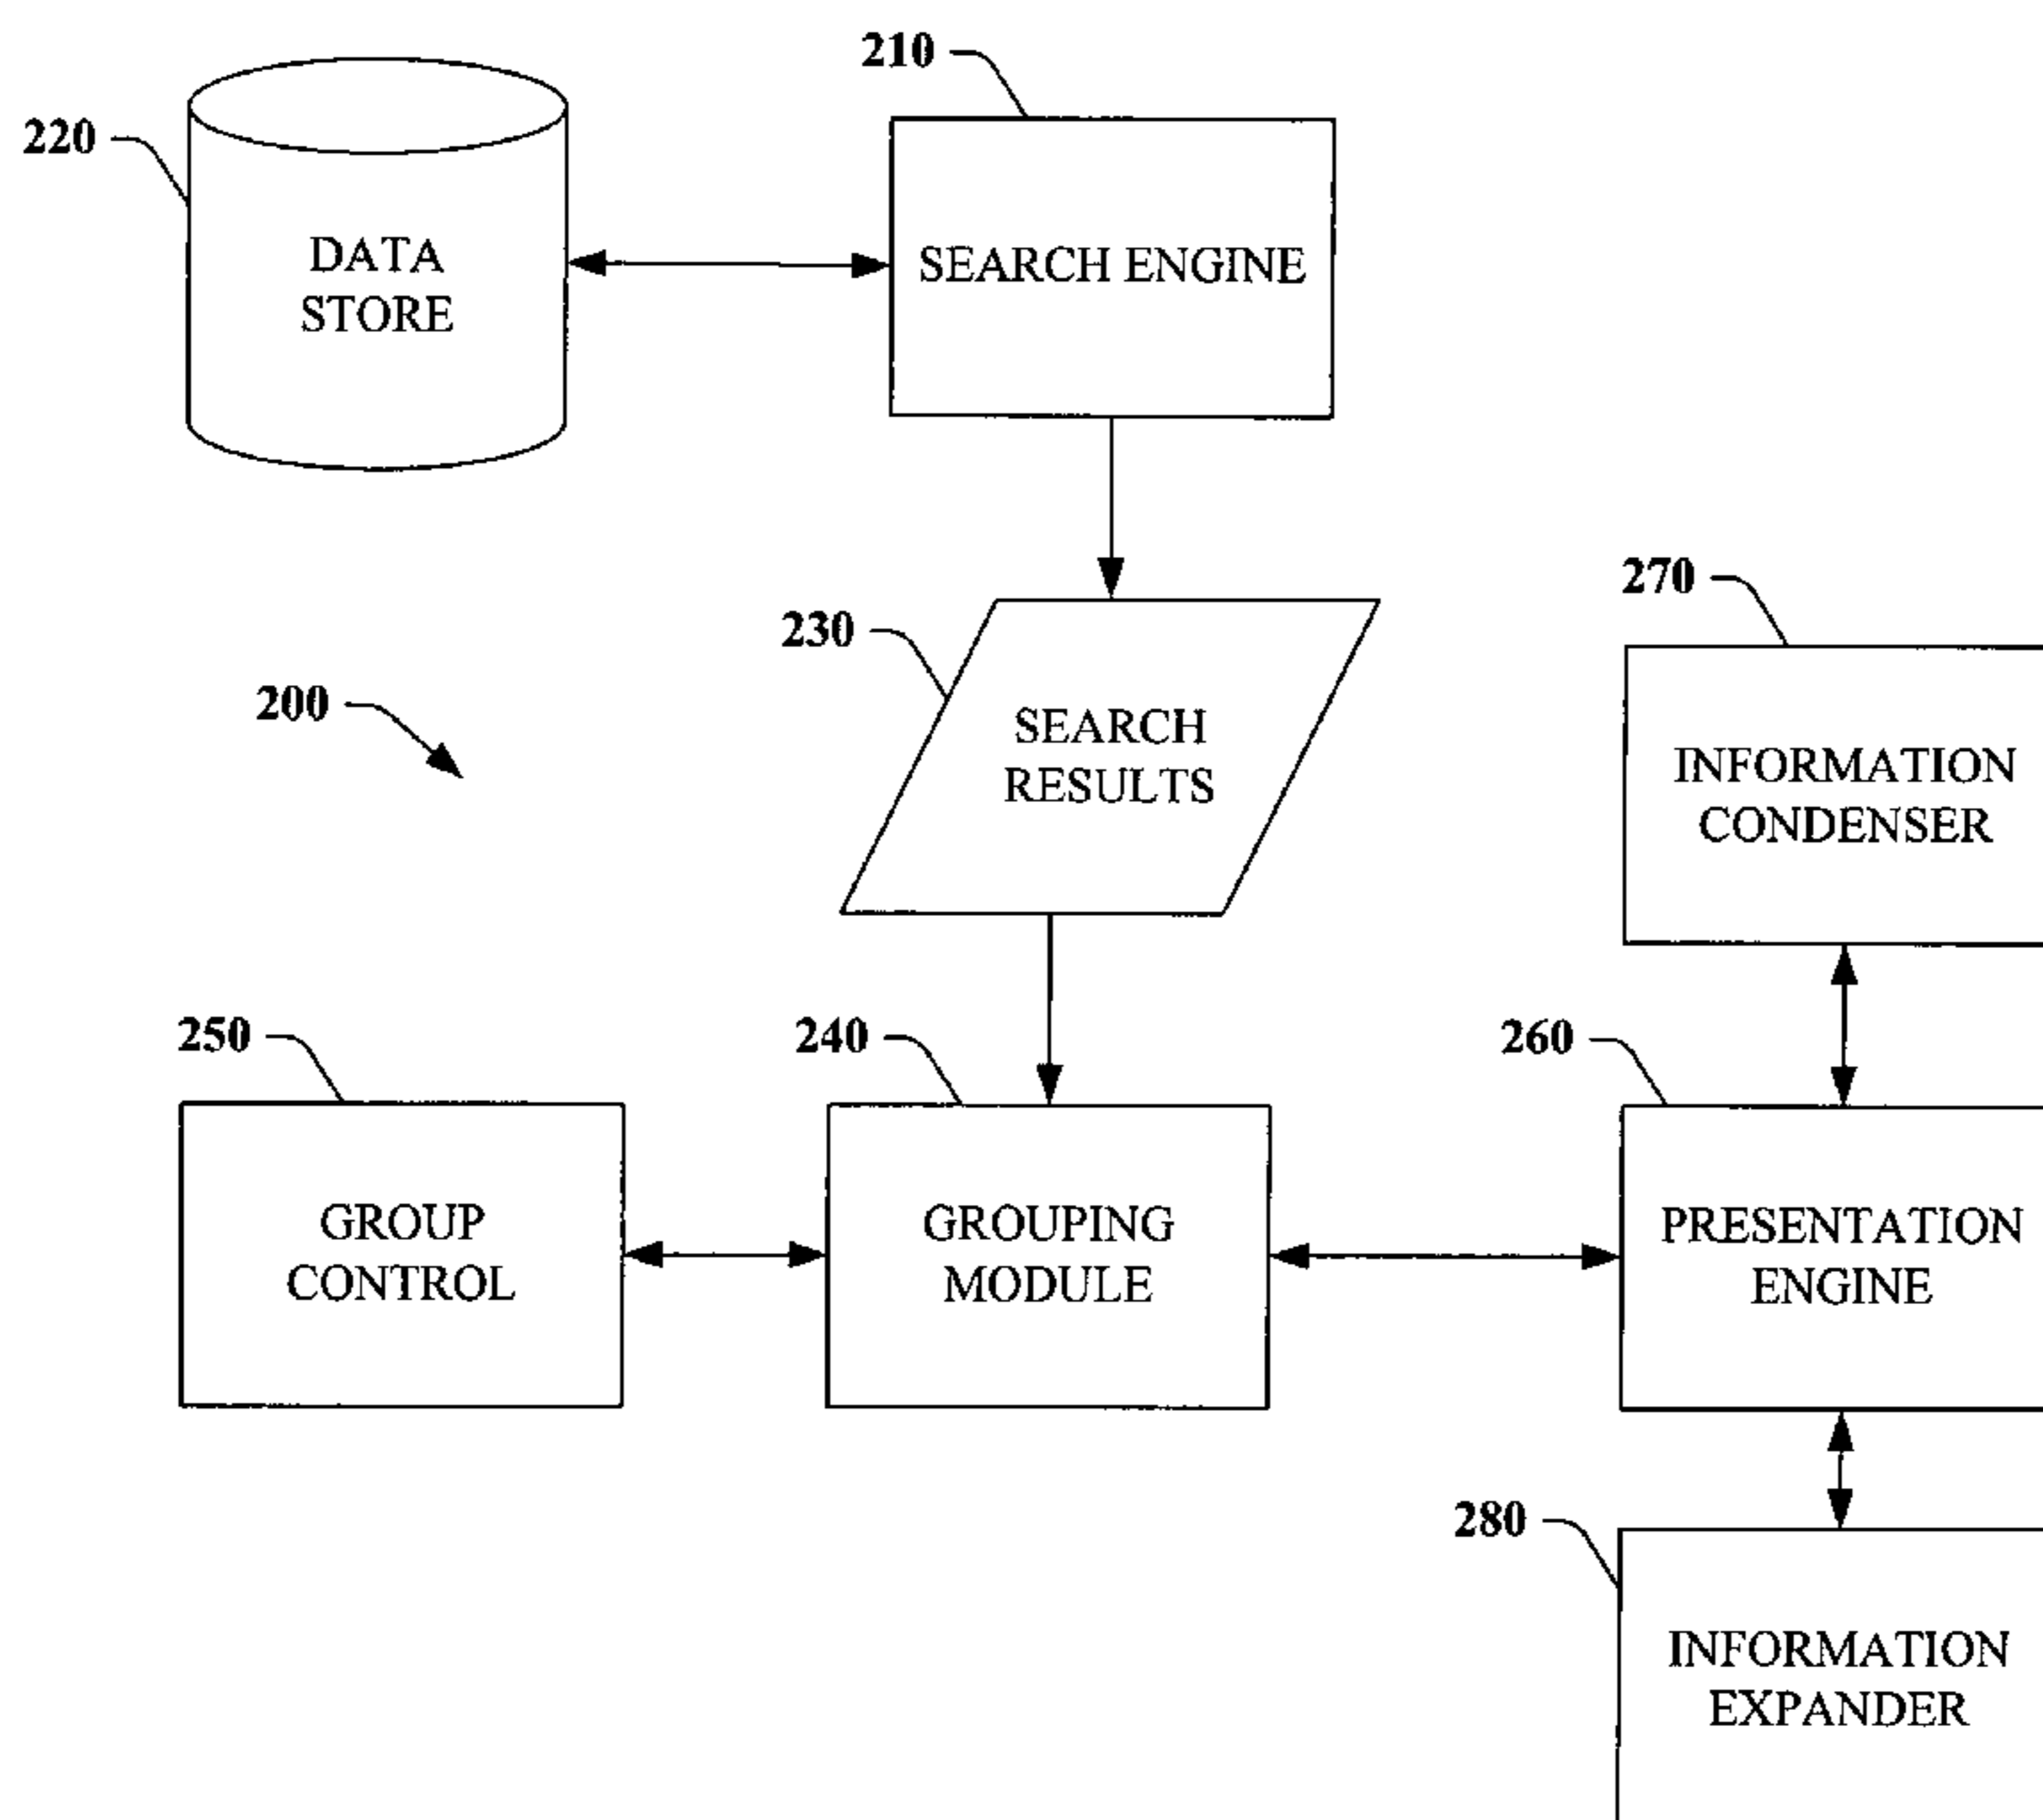 210
220
DATA
STORE
SEARCH ENGINE
230
200
SEARCH
RESULTS
270
INFORMATION
CONDENSER
250
240
260
GROUP
CONTROL
GROUPING
MODULE
PRESENTATION
ENGINE
280
INFORMATION
EXPANDER